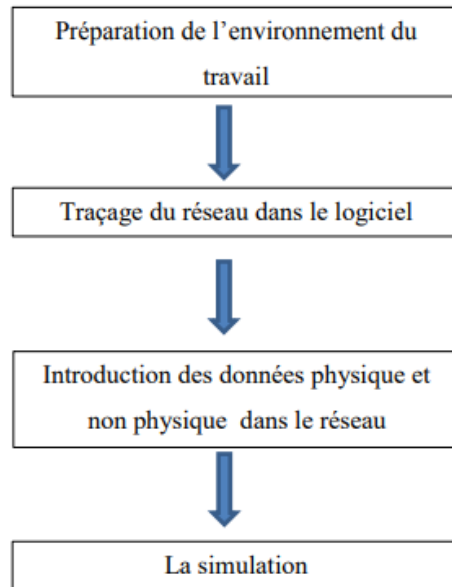 Préparation de l’environnement du
travail
Traçage du réseau dans le logiciel
Introduction des données physique et
non physique dans le réseau
La simulation